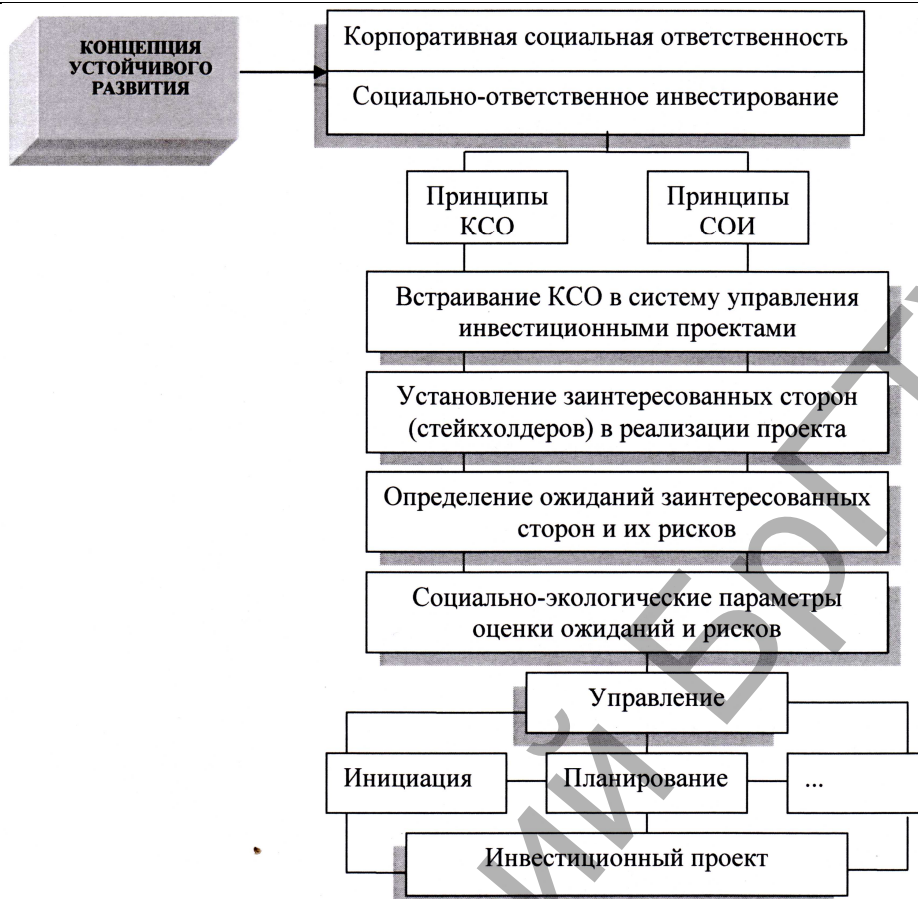 КОНЦЕПЦИЯ
УСТОЙЧИВОГО
РАЗВИТИЯ
Корпоративная социальная ответственность
Социально-ответственное инвестирование
Принципы
КСО
Принципы
СОИ
Встраивание КСО в систему управления
инвестиционными проектами
Установление заинтересованных сторон
(стейкхолдеров) в реализации проекта
Определение ожиданий заинтересованных
сторон и их рисков
Социально-экологические параметры
оценки ожиданий и рисков
Управление
Инициация
Планирование
...
Инвестиционный проект